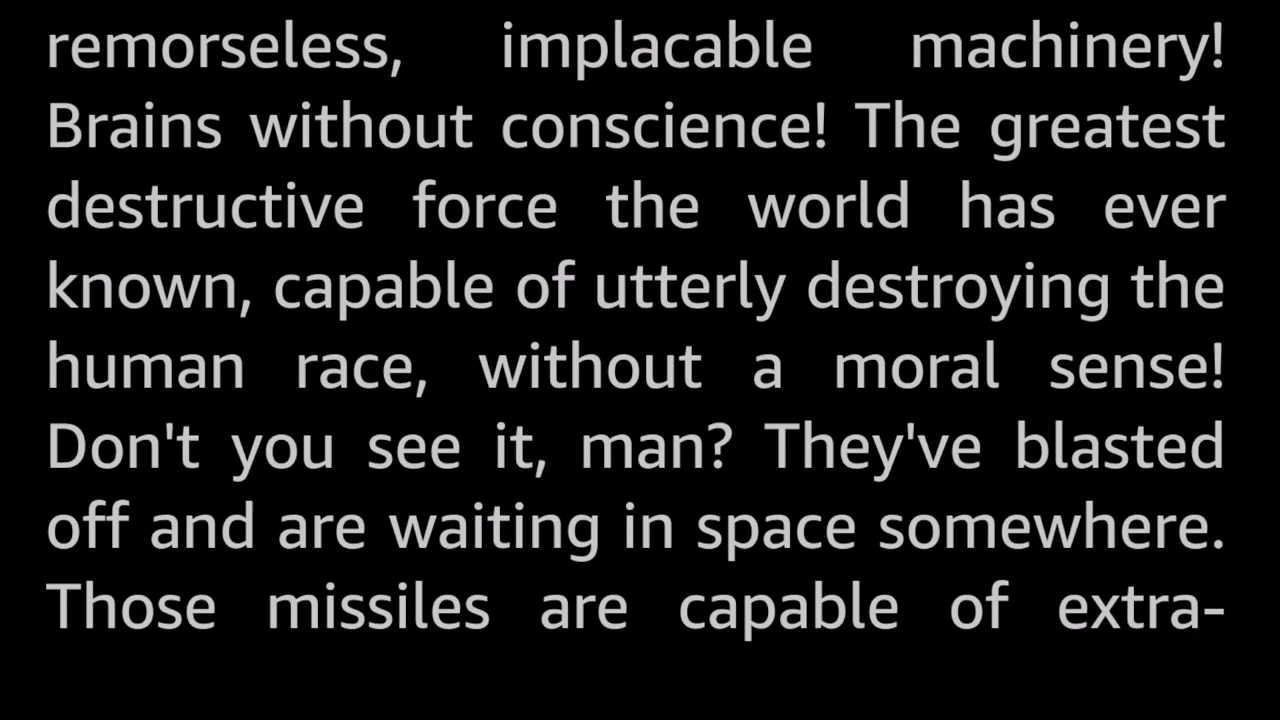 remorseless, implacable machinery!
Brains without conscience! The greatest
destructive force the world has ever
known, capable of utterly destroying the
human race, without a moral sense!
Don't you see it, man? They've blasted
off and are waiting in space somewhere.
Those missiles are capable of extra-